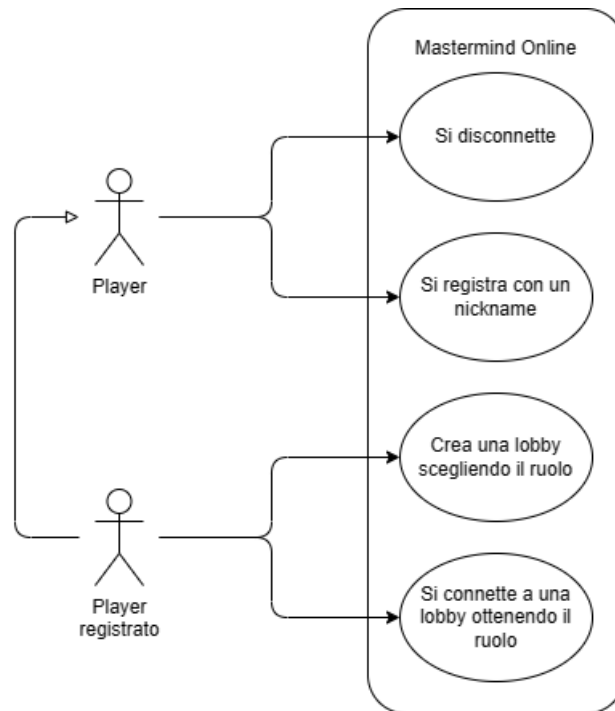 Mastermind Online
Si disconnette
Player
Si registra con un
nickname
Crea una lobby
scegliendo il ruolo
Player
registrato
Si connette a una
lobby ottenendo il
ruolo